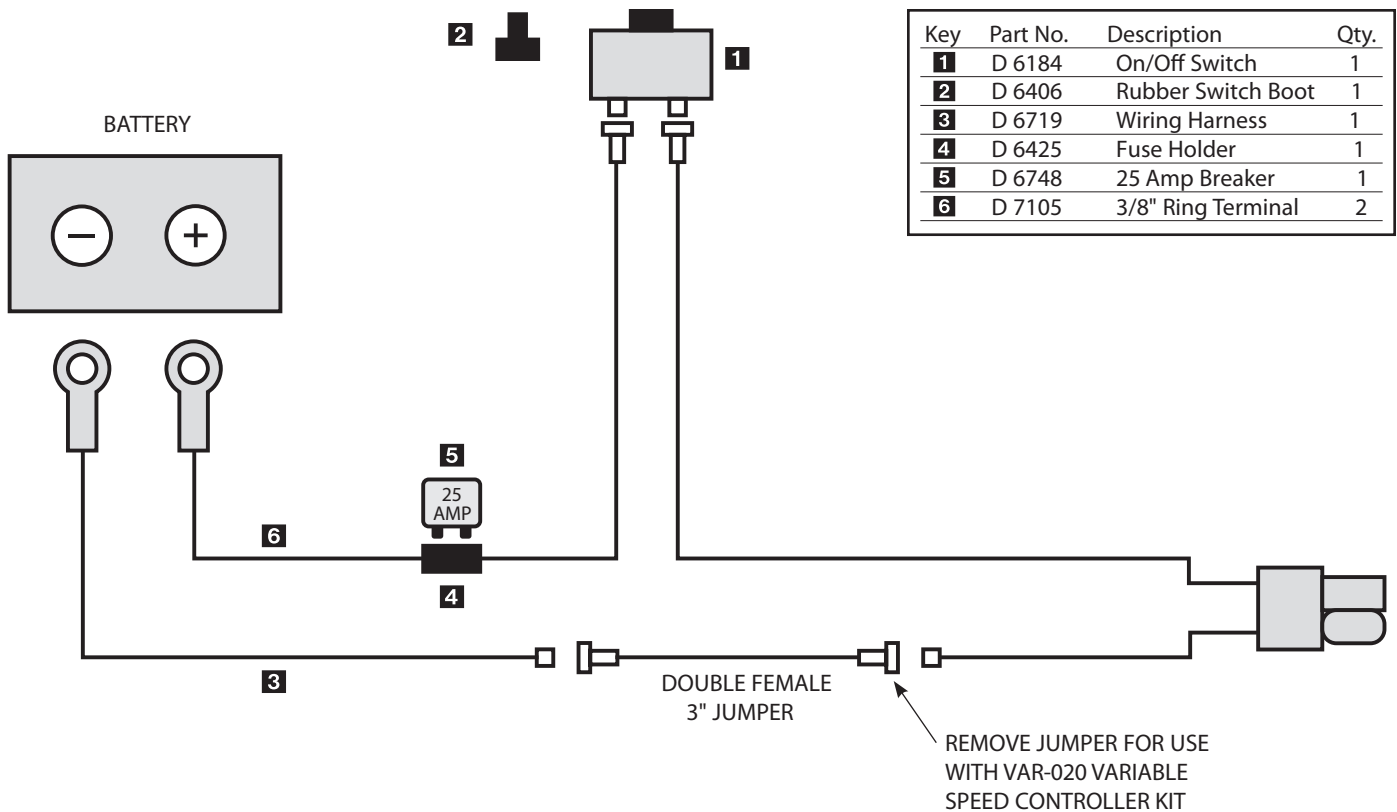 2
1
Key Part No. Description Qty.
1 D 6184 On/Off Switch 1
2 D 6406 Rubber Switch Boot 1
3 D 6719 Wiring Harness 1
4 D 6425 Fuse Holder 1
5 D 6748 25 Amp Breaker 1
6 D 7105 3/8" Ring Terminal 2
BATTERY
− +
5
25
AMP
6
4
3
DOUBLE FEMALE
3" JUMPER
REMOVE JUMPER FOR USE
WITH VAR-020 VARIABLE
SPEED CONTROLLER KIT